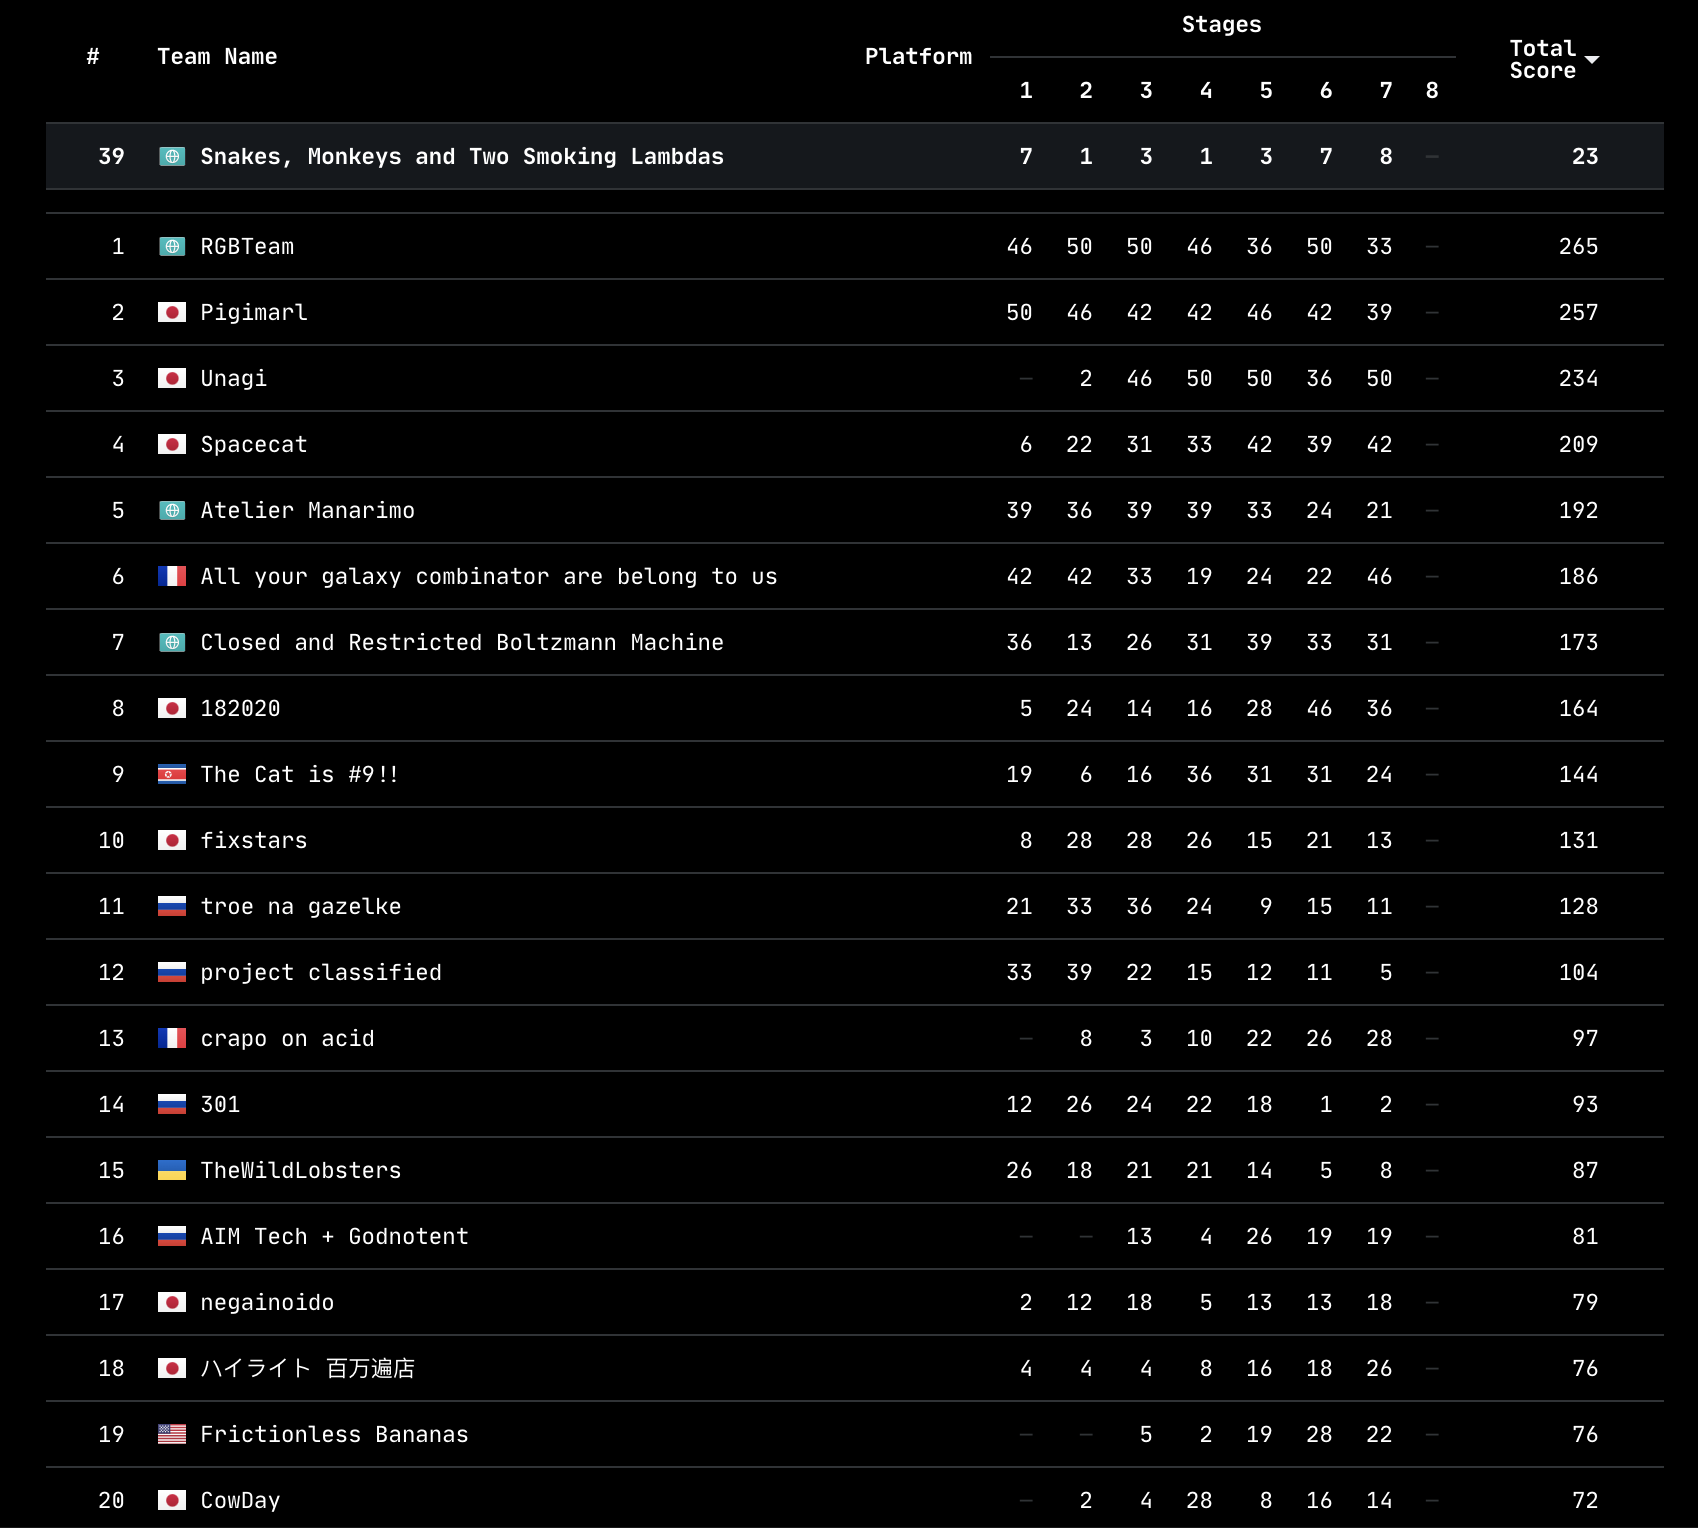 Stages
# Team Name Platform Total Score
1 2 3 4 5 6 7 8
39 Snakes, Monkeys and Two Smoking Lambdas 7 1 3 1 3 7 8 — 23
1 RGBTeam 46 50 50 46 36 50 33 — 265
2 Pigimarl 50 46 42 42 46 42 39 — 257
3 Unagi — 2 46 50 50 36 50 — 234
4 Spacecat 6 22 31 33 42 39 42 — 209
5 Atelier Manarimo 39 36 39 39 33 24 21 — 192
6 All your galaxy combinator are belong to us 42 42 33 19 24 22 46 — 186
7 Closed and Restricted Boltzmann Machine 36 13 26 31 39 33 31 — 173
8 182020 5 24 14 16 28 46 36 — 164
9 The Cat is #9!! 19 6 16 36 31 31 24 — 144
10 fixstars 8 28 28 26 15 21 13 — 131
11 troe na gazelke 21 33 36 24 9 15 11 — 128
12 project classified 33 39 22 15 12 11 5 — 104
13 crapo on acid — 8 3 10 22 26 28 — 97
14 301 12 26 24 22 18 1 2 — 93
15 TheWildLobsters 26 18 21 21 14 5 8 — 87
16 AIM Tech + Godnotent — — 13 4 26 19 19 — 81
17 negainoido 2 12 18 5 13 13 18 — 79
18 ハイライト 百万遍店 4 4 4 8 16 18 26 — 76
19 Frictionless Bananas — — 5 2 19 28 22 — 76
20 CowDay — 2 4 28 8 16 14 — 72